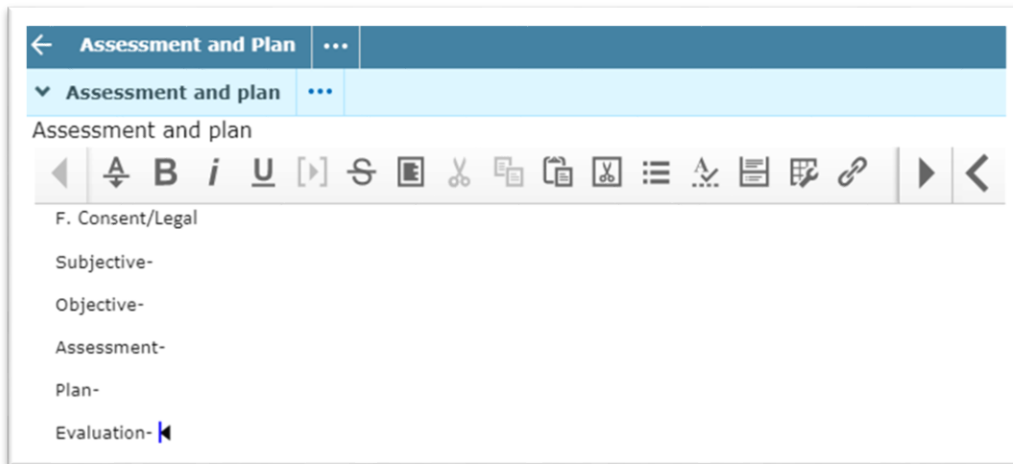 Assessment and Plan
Assessment and plan
Assessment and plan
F. Consent/Legal
Subjective-
Objective-
Assessment-
Plan-
Evaluation-